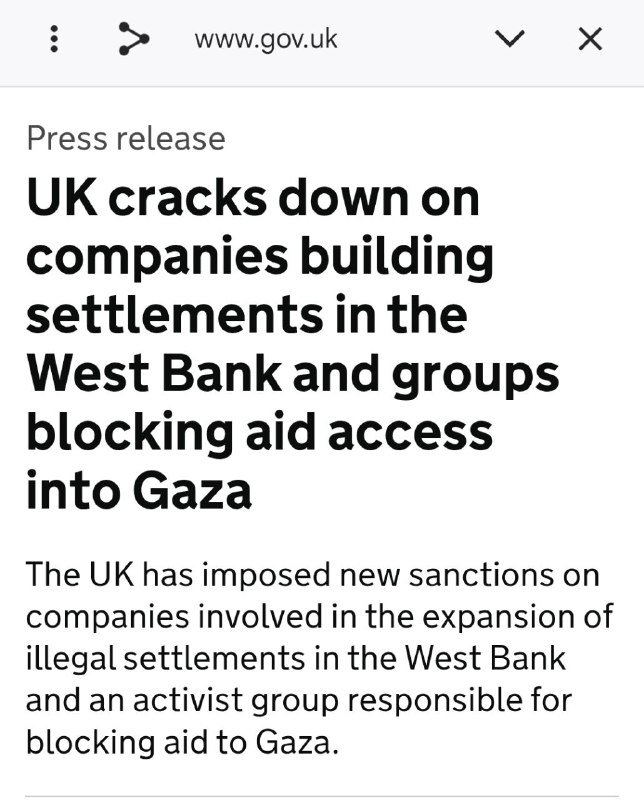 www.gov.uk
Press release
UK cracks down on
companies building
settlements in the
West Bank and groups
blocking aid access
into Gaza
The UK has imposed new sanctions on
companies involved in the expansion of
illegal settlements in the West Bank
and an activist group responsible for
blocking aid to Gaza.